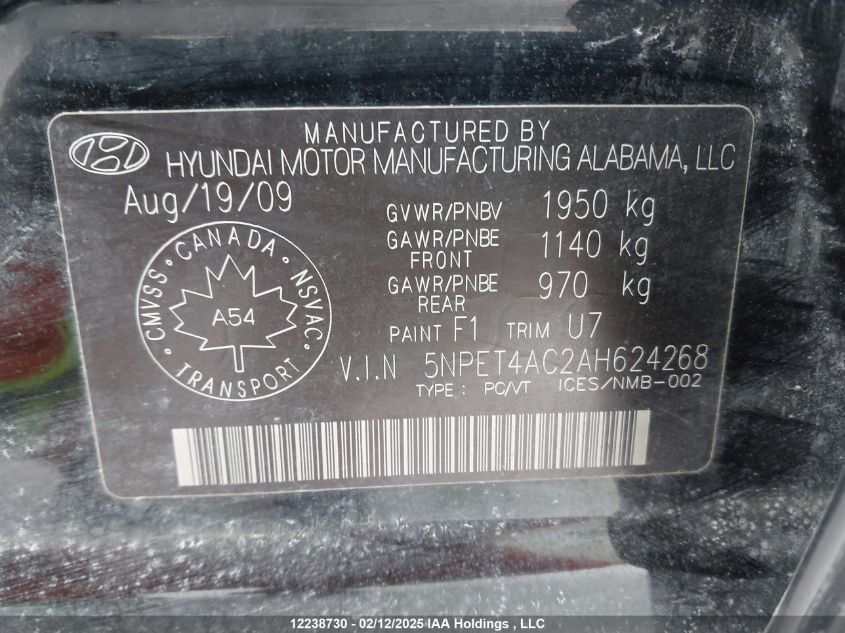 MANUFACTURED BY
HYUNDAI MOTOR MANUFACTURING ALABAMA, LLC
Aug/19/09
GVWR/PNBV 1950 kg
GAWR/PNBE FRONT 1140 kg
GAWR/PNBE REAR 970 kg
PAINT F1 TRIM U7
V.I.N 5NPET4AC2AH624268
TYPE : PC/VT ICES/NMB-002
CMVSS · CANADA · NSVAC
A54
· TRANSPORT ·
12238730 - 02/12/2025 IAA Holdings , LLC